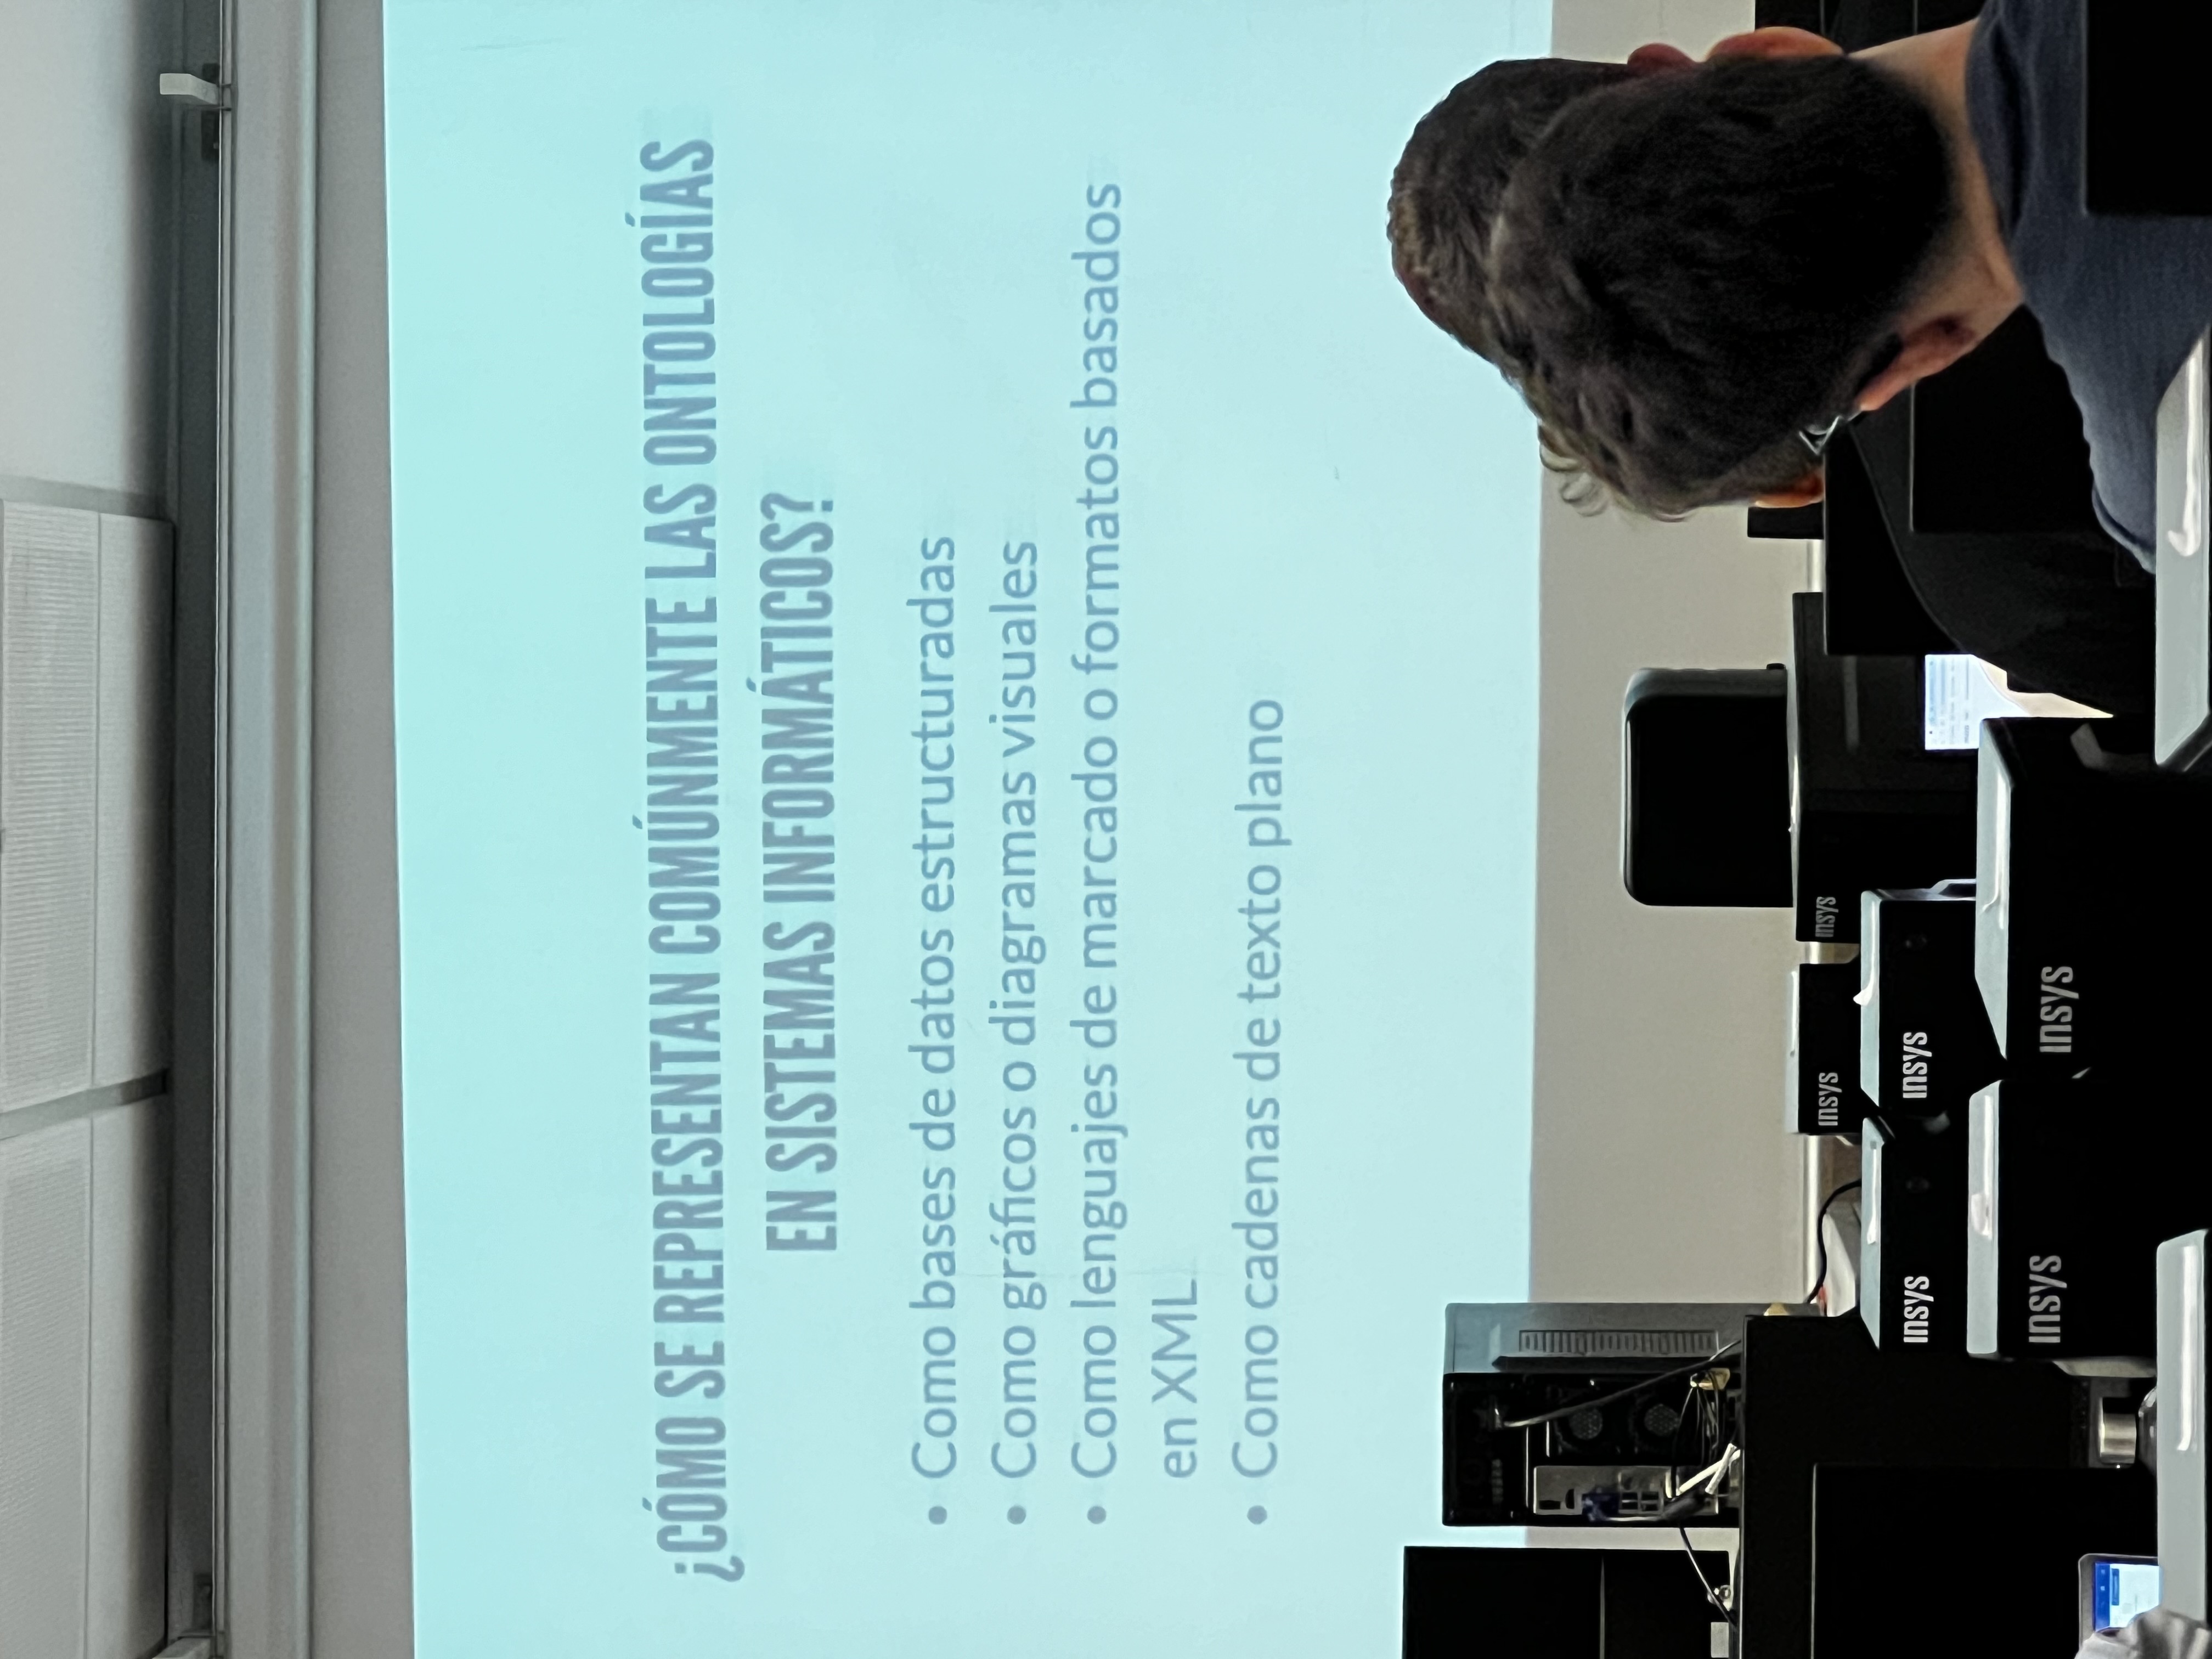 ¿CÓMO SE REPRESENTAN COMÚNMENTE LAS ONTOLOGÍAS
EN SISTEMAS INFORMÁTICOS?
• Como bases de datos estructuradas
• Como gráficos o diagramas visuales
• Como lenguajes de marcado o formatos basados
en XML
• Como cadenas de texto plano
INSYS
INSYS
INSYS
INSYS
INSYS
INSYS